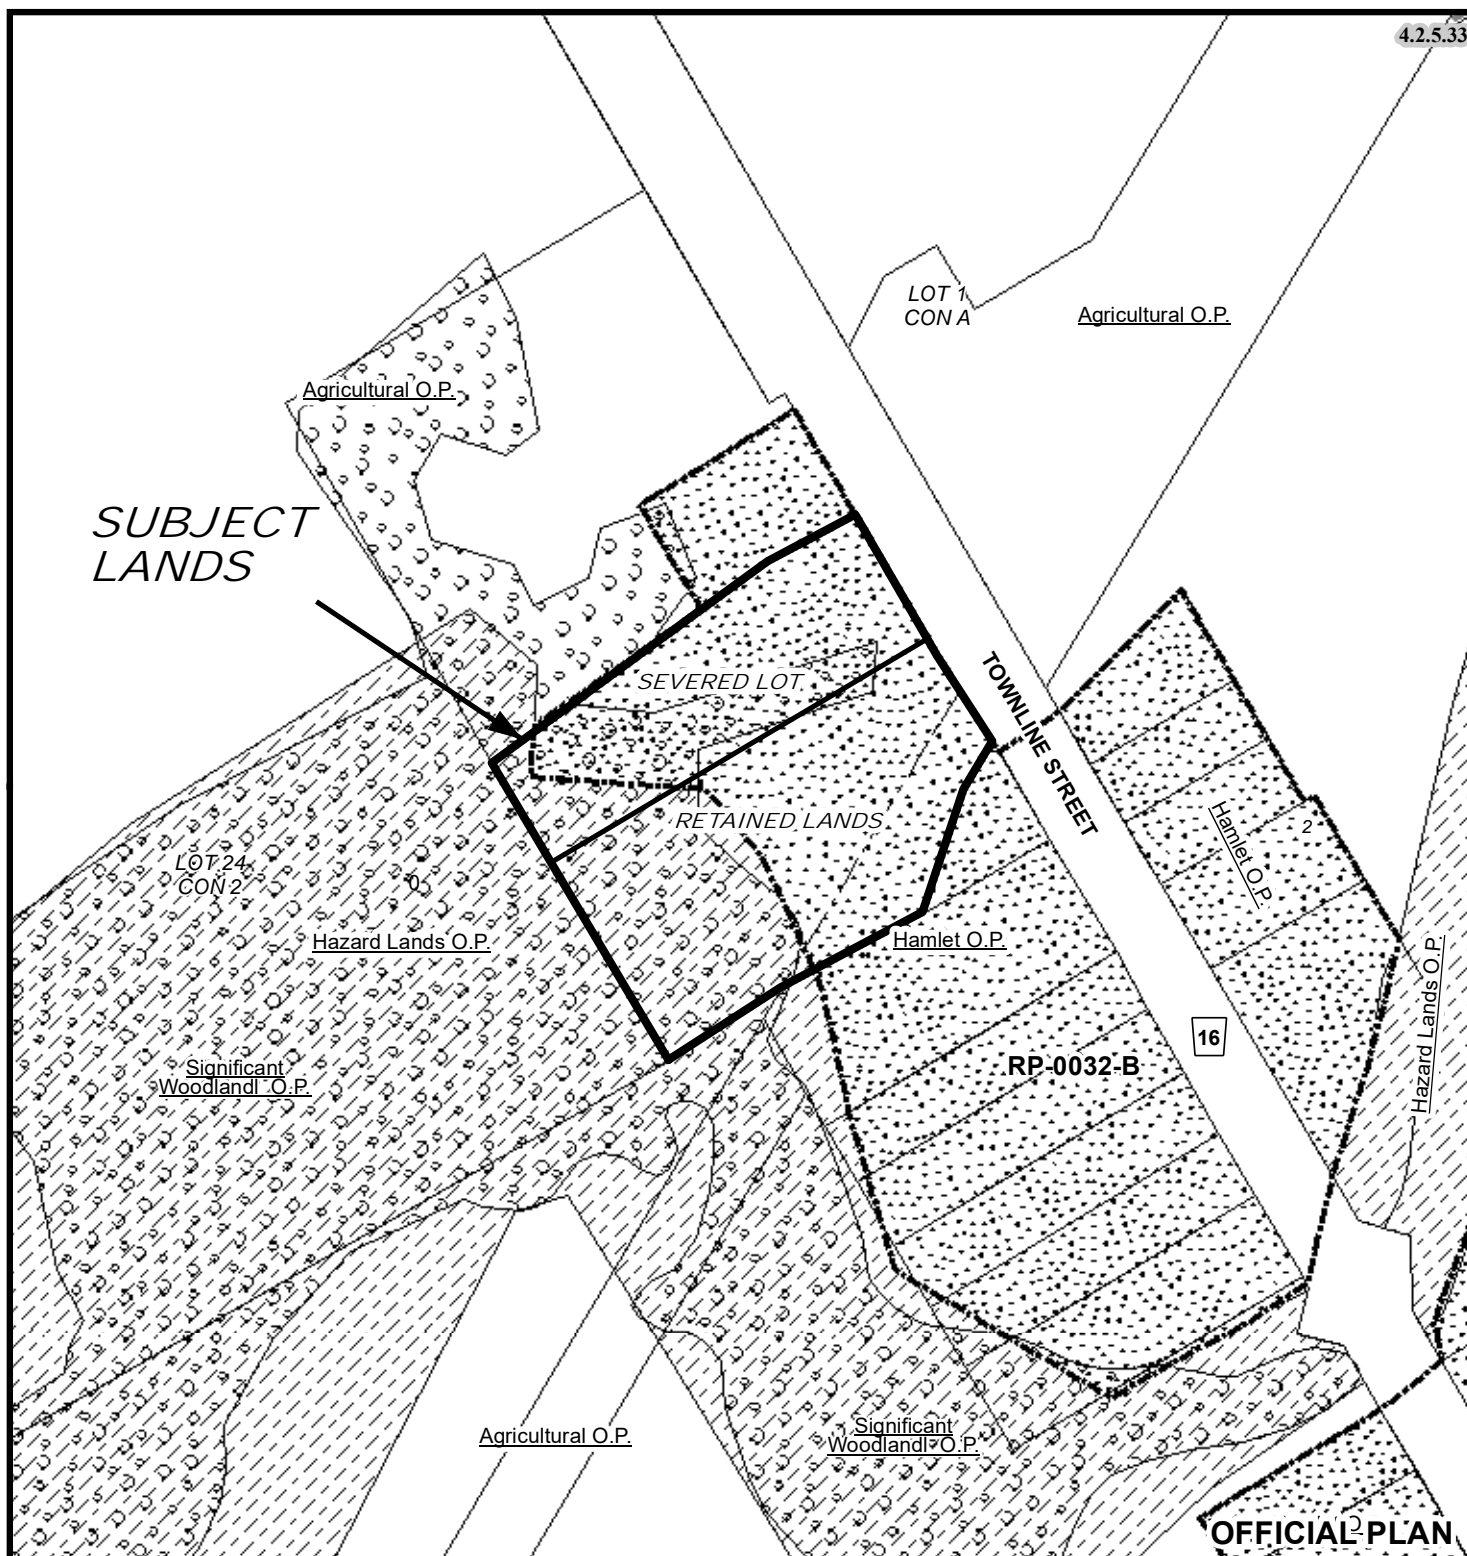 4.2.5.33
LOT 1
CON A
Agricultural O.P.
Agricultural O.P.
SUBJECT
LANDS
SEVERED LOT
TOWNLINE STREET
RETAINED LANDS
Hamlet O.P.
2
LOT 24
CON 2
0
Hazard Lands O.P.
Hamlet O.P.
Hazard Lands O.P.
16
Significant
Woodlandl O.P.
RP-0032-B
Agricultural O.P.
Significant
Woodlandl O.P.
OFFICIAL PLAN